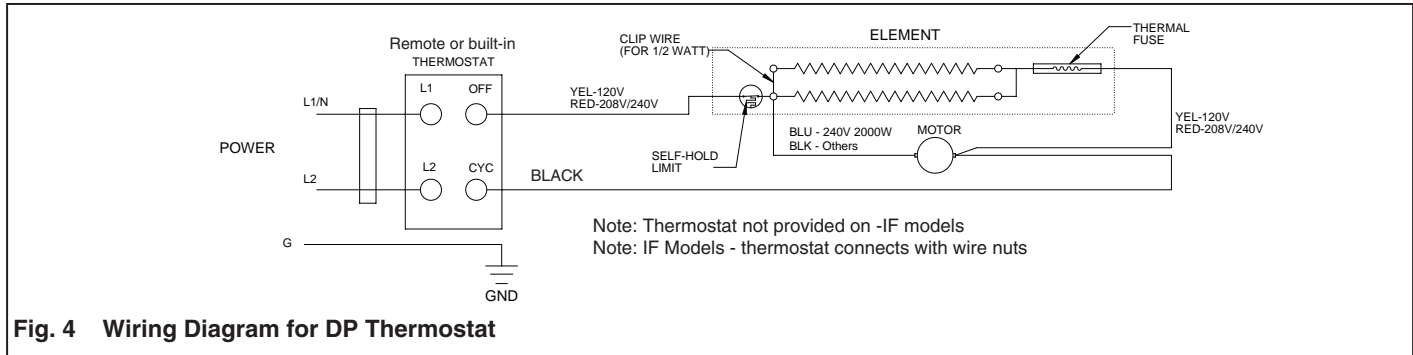 CLIP WIRE
(FOR 1/2 WATT)
ELEMENT
THERMAL
FUSE
Remote or built-in
THERMOSTAT
L1
OFF
L1/N
YEL-120V
RED-208V/240V
YEL-120V
RED-208V/240V
POWER
BLU - 240V 2000W
BLK - Others
MOTOR
SELF-HOLD
LIMIT
L2
CYC
L2
BLACK
G
GND
Note: Thermostat not provided on -IF models
Note: IF Models - thermostat connects with wire nuts
Fig. 4 Wiring Diagram for DP Thermostat